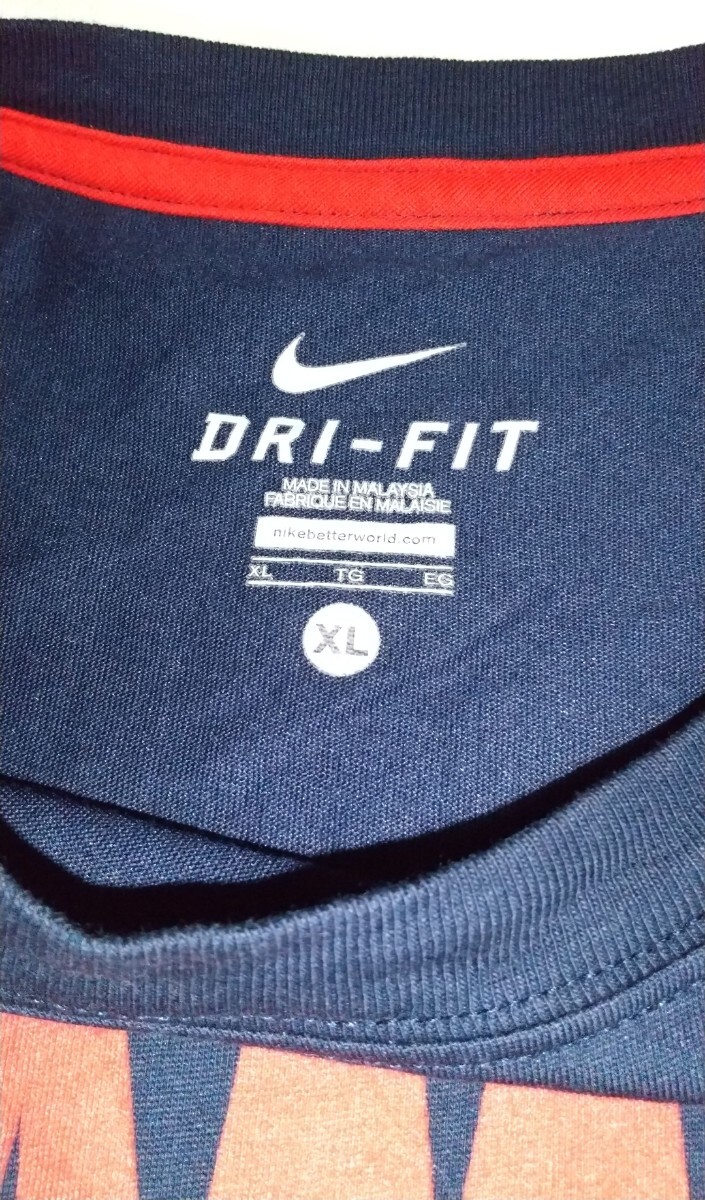 DRI-FIT
MADE IN MALAYSIA
FABRIQUE EN MALAISIE
nikebetterworld.com
XL TG EG
XL